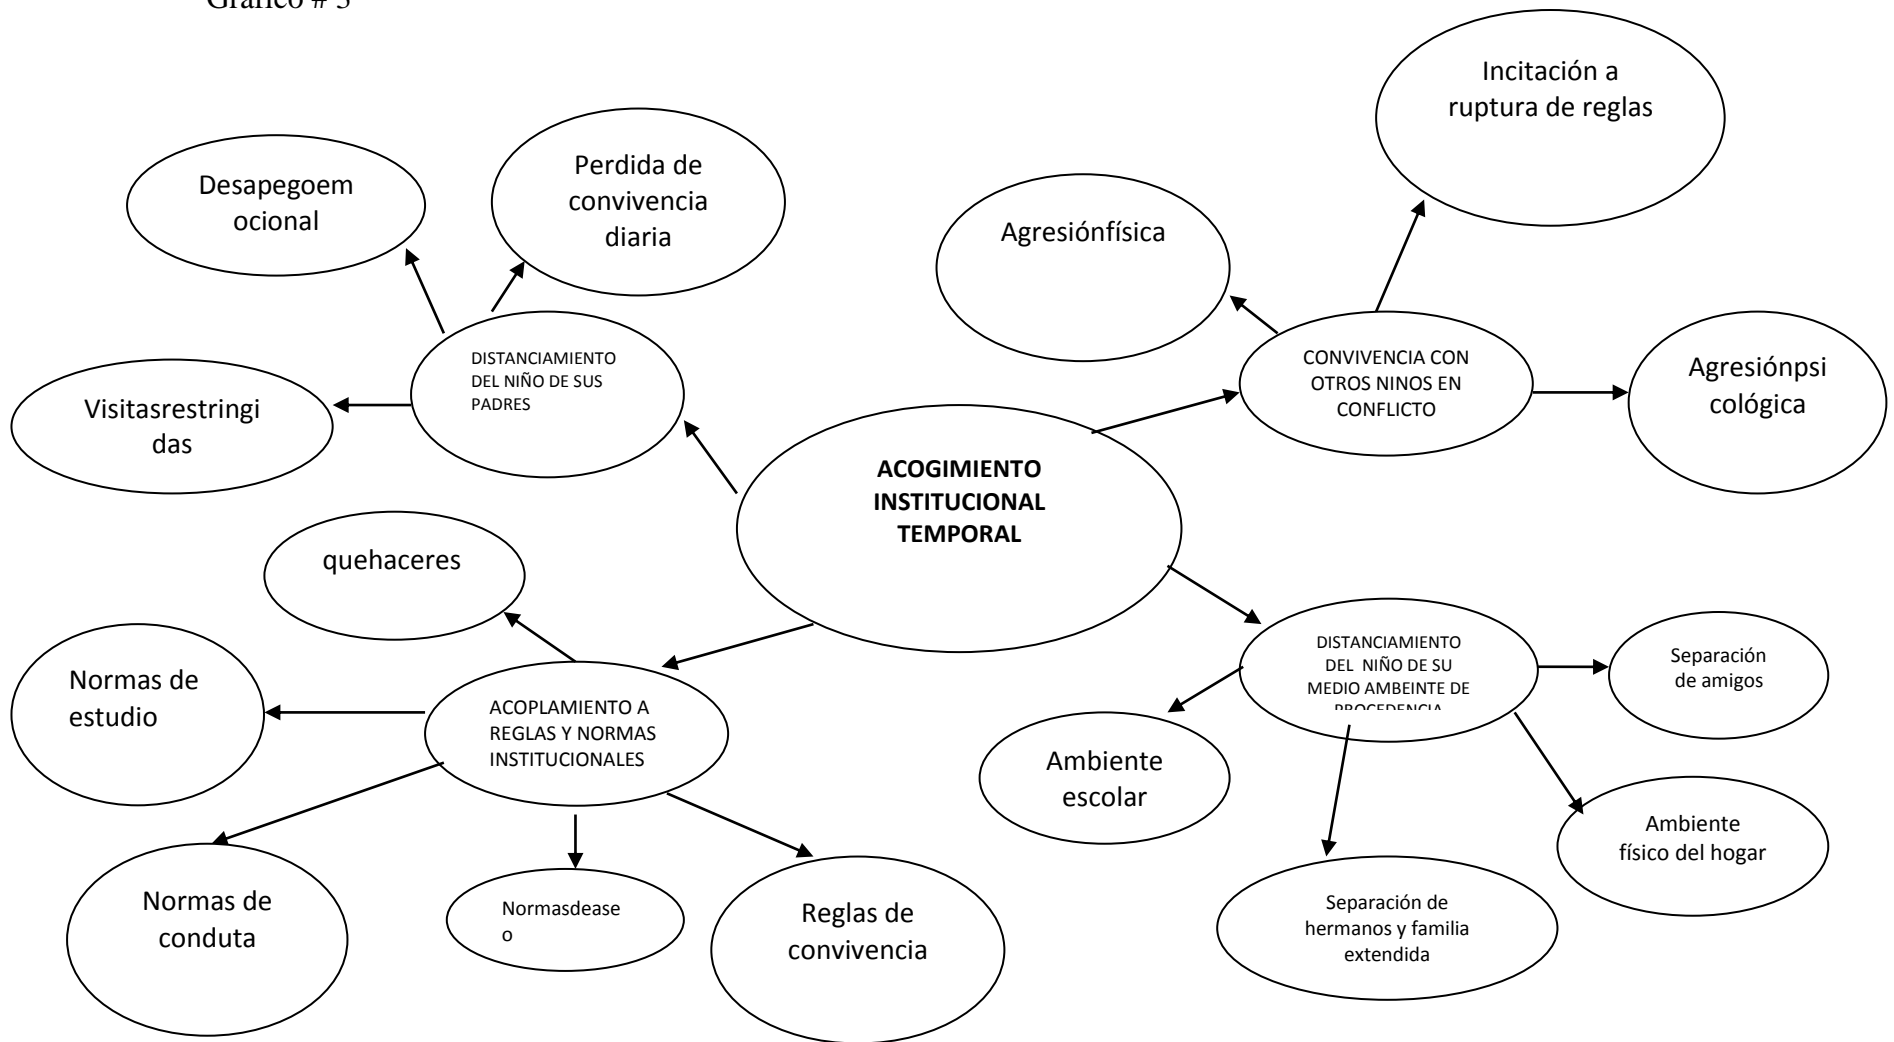 Gráfico # 3
Incitación a
ruptura de reglas
Desapegoem
ocional
Perdida de
convivencia
diaria
Agresiónfísica
DISTANCIAMIENTO
DEL NIÑO DE SUS
PADRES
CONVIVENCIA CON
OTROS NINOS EN
CONFLICTO
Agresiónpsi
cológica
Visitasrestringi
das
ACOGIMIENTO
INSTITUCIONAL
TEMPORAL
quehaceres
Normas de
estudio
ACOPLAMIENTO A
REGLAS Y NORMAS
INSTITUCIONALES
DISTANCIAMIENTO
DEL NIÑO DE SU
MEDIO AMBEINTE DE
PROCEDENCIA
Separación
de amigos
Ambiente
escolar
Ambiente
físico del hogar
Normas de
conduta
Normasdease
o
Reglas de
convivencia
Separación de
hermanos y familia
extendida